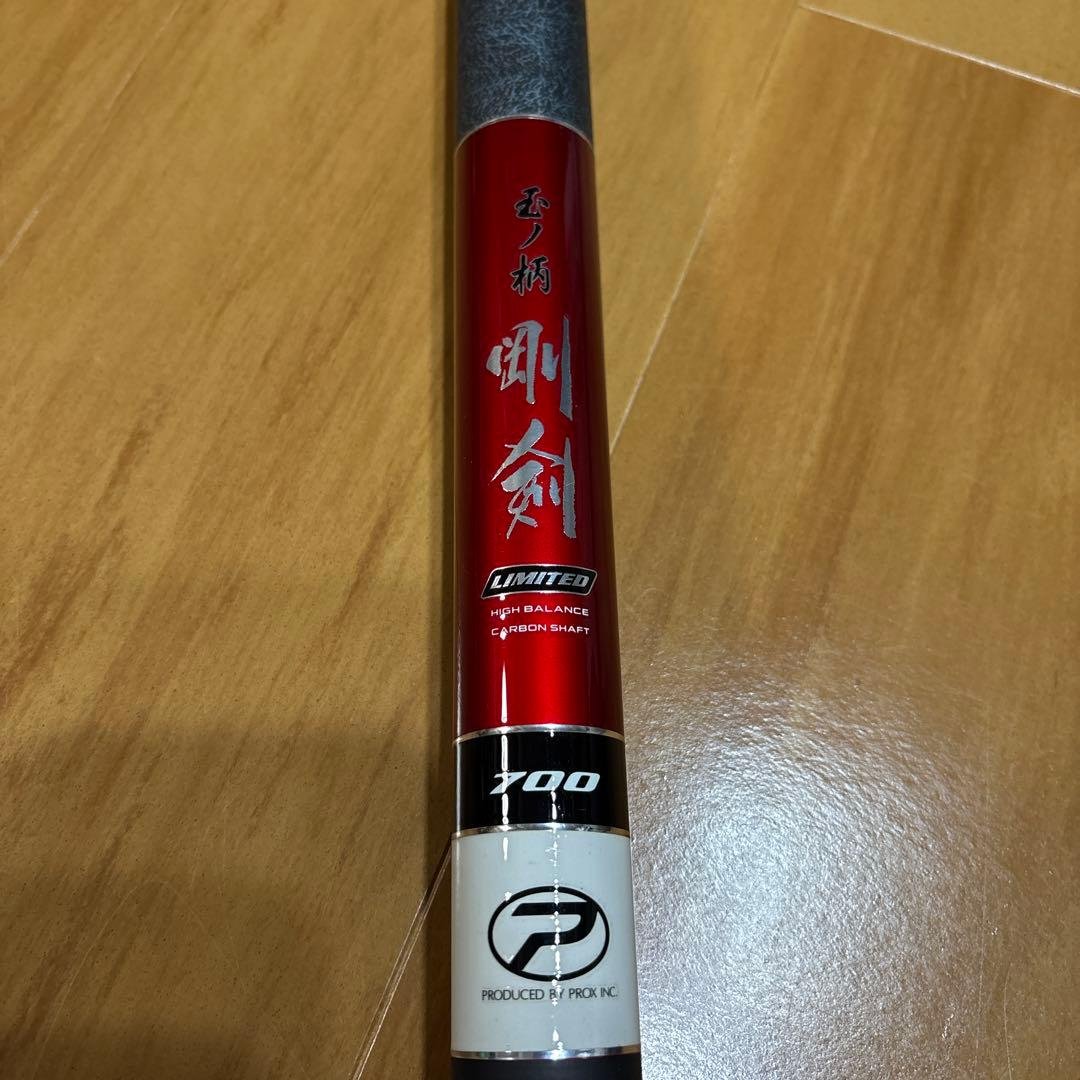 玉ノ柄
剛剣
LIMITED
HIGH BALANCE
CARBON SHAFT
700
P
PRODUCED BY PROX INC.